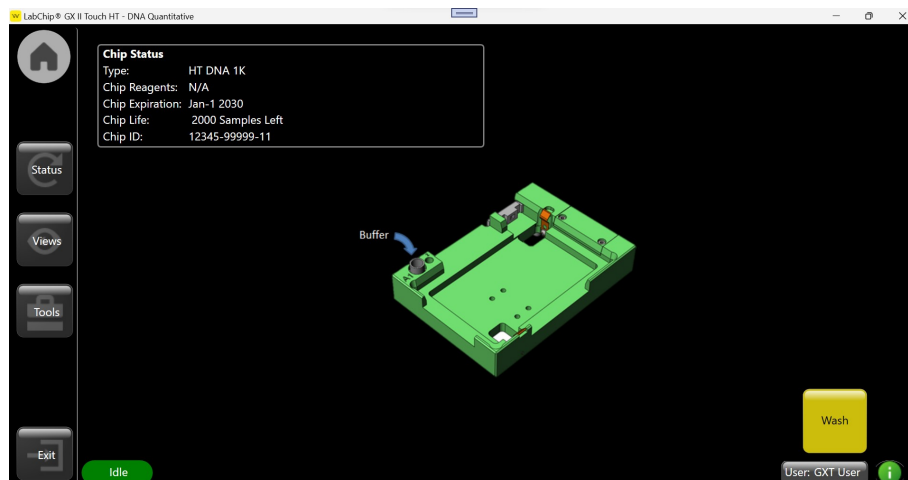 LabChip® GX II Touch HT - DNA Quantitative
Chip Status
Type: HT DNA 1K
Chip Reagents: N/A
Chip Expiration: Jan-1 2030
Chip Life: 2000 Samples Left
Chip ID: 12345-99999-11
Status
Views
Tools
Exit
Buffer
A1
Wash
Idle
User: GXT User
i